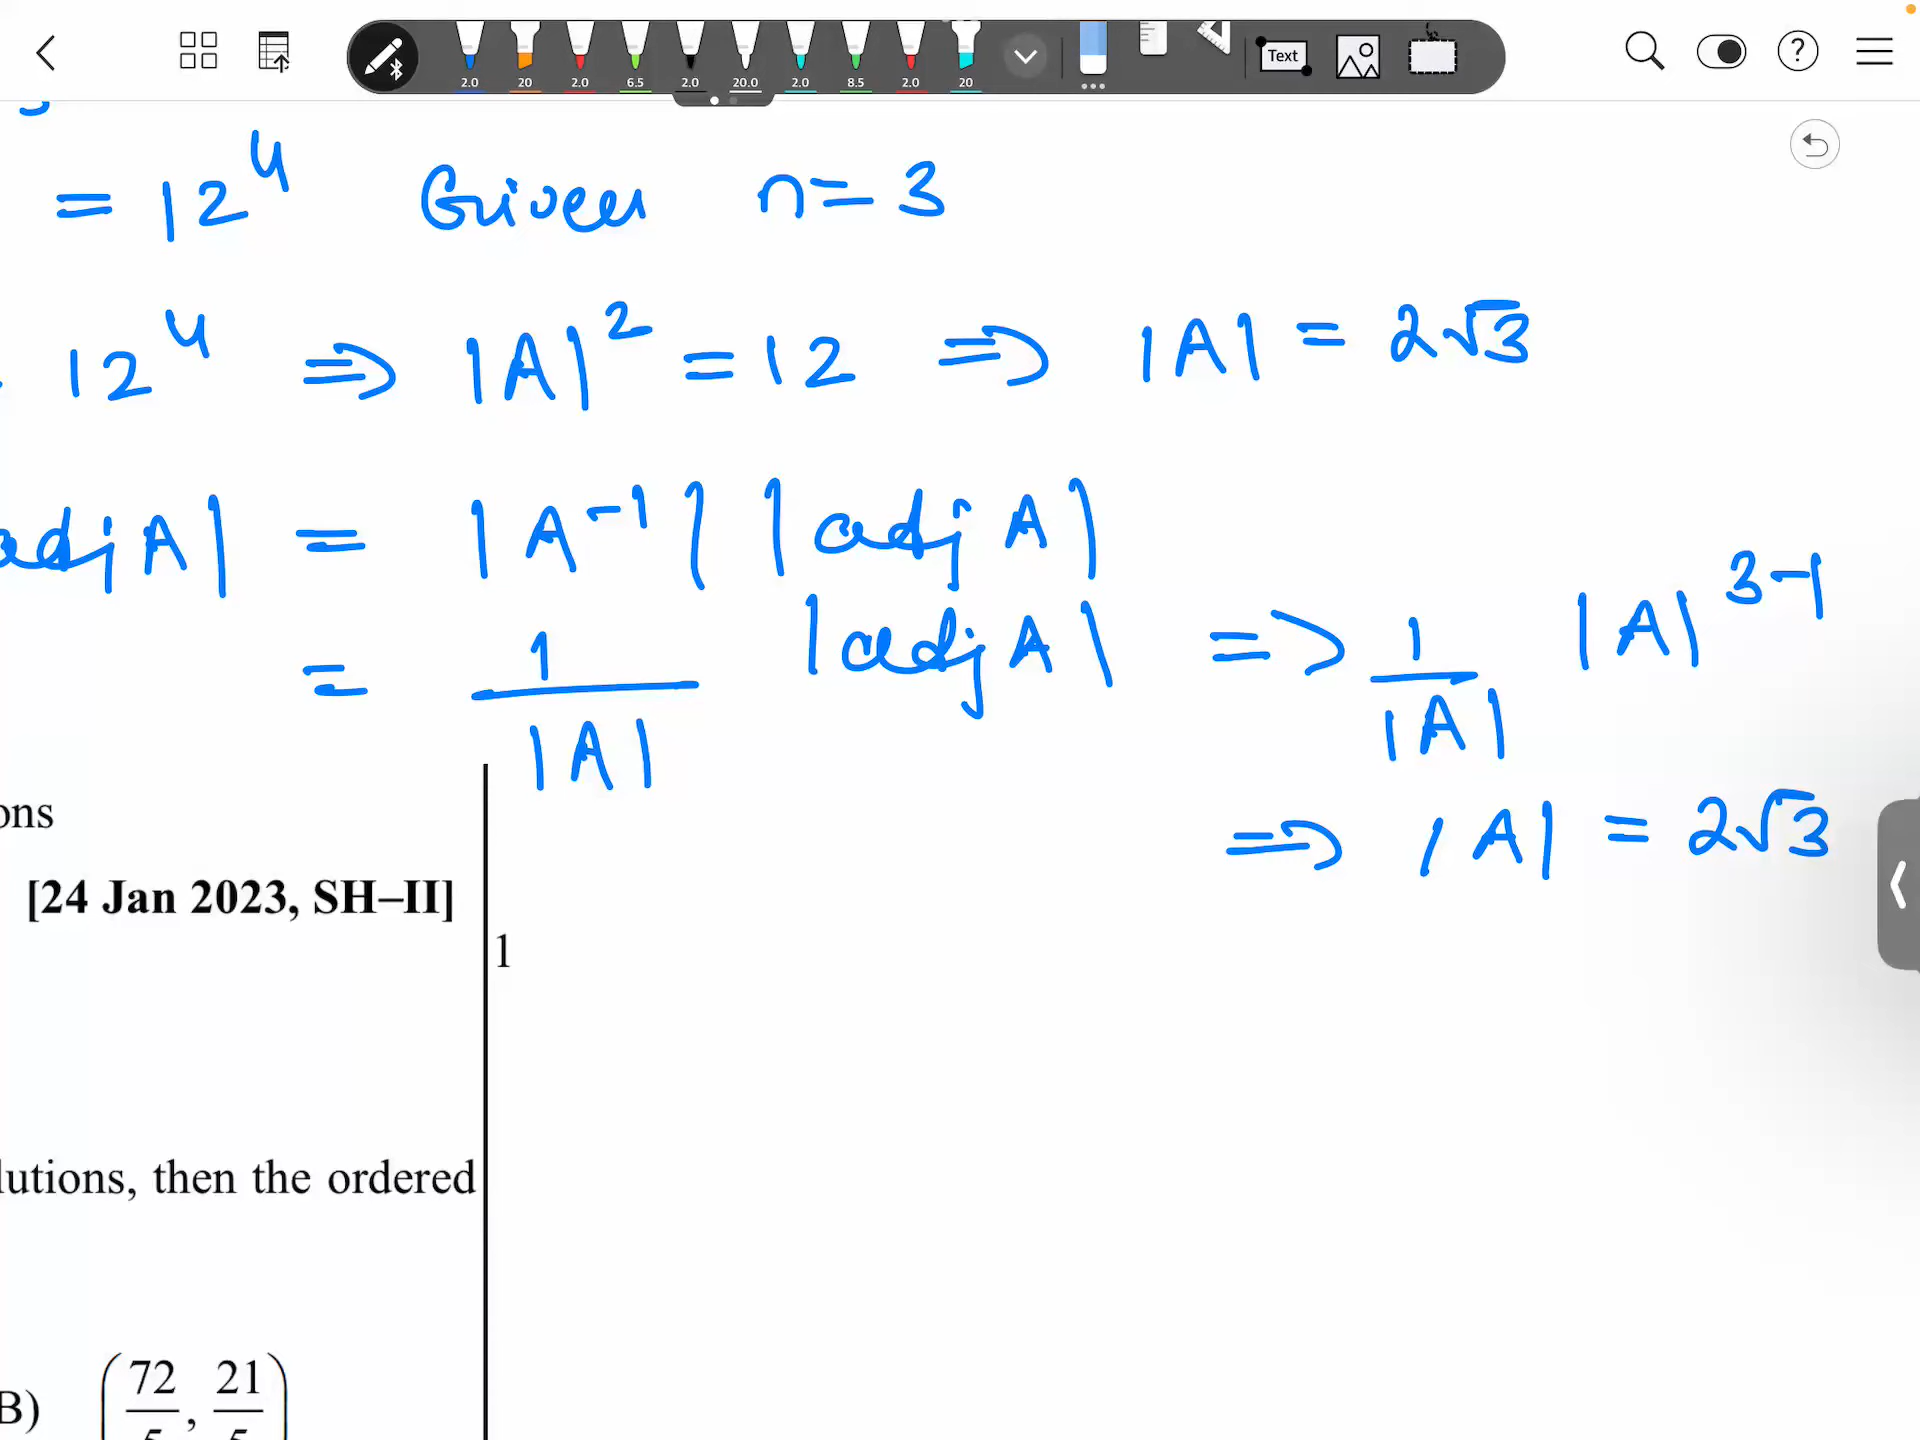 2.0 20 2.0 6.5 2.0 20.0 2.0 8.5 2.0 20 Text
= 12^4 Given n = 3
12^4 ⇒ |A|^2 = 12 ⇒ |A| = 2√3
adj A| = |A^-1| |adj A|
= 1/|A| |adj A| ⇒ 1/|A| |A|^3-1
⇒ |A| = 2√3
ons
[24 Jan 2023, SH–II]
1
lutions, then the ordered
B) (72/5, 21/5)